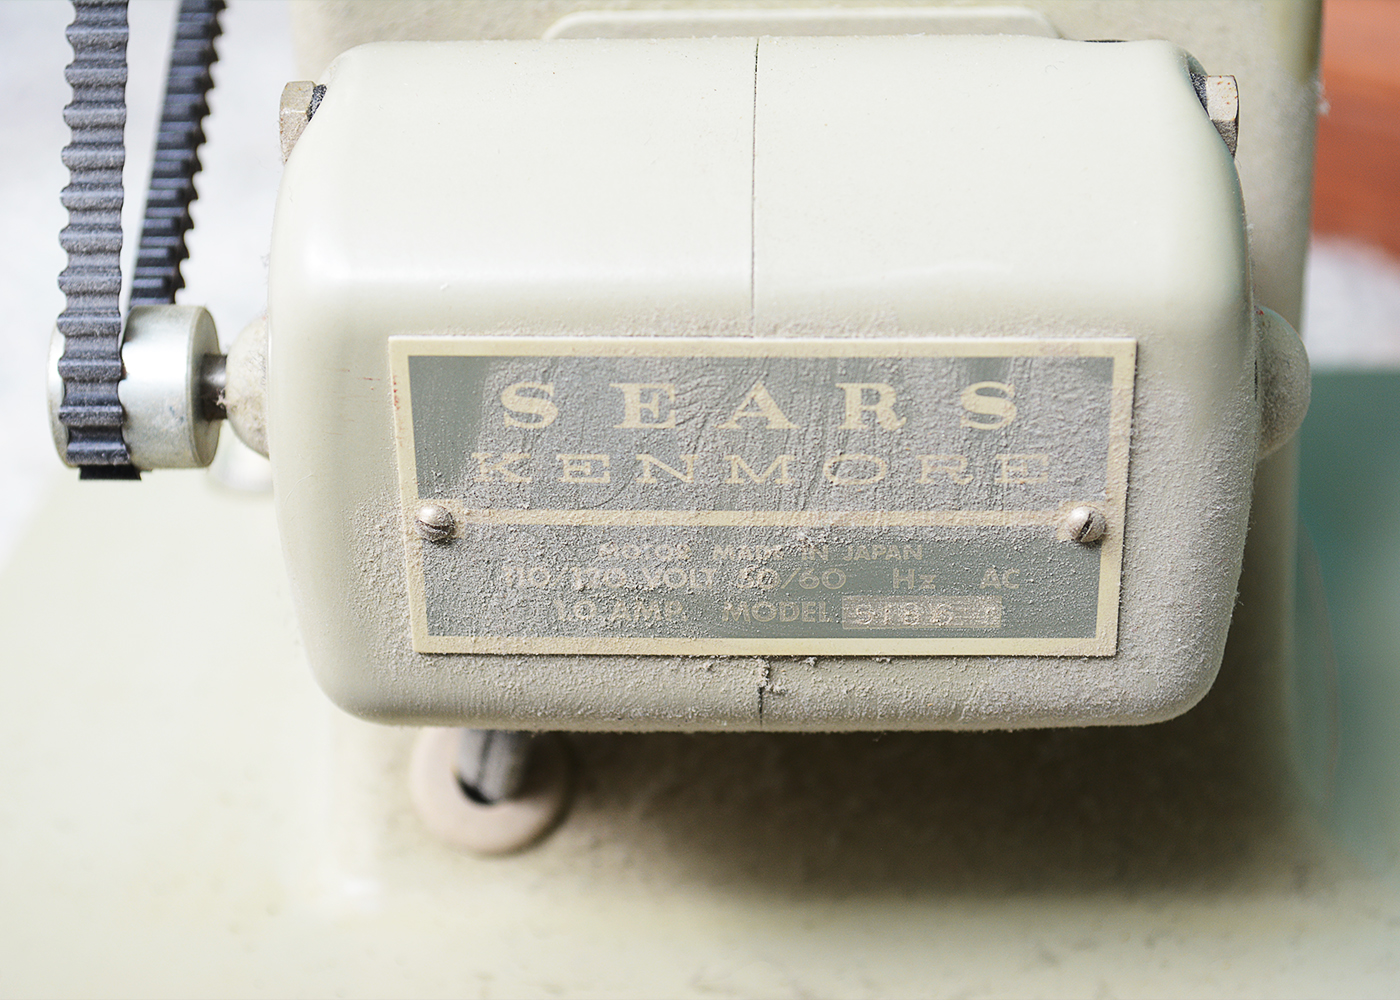 SEARS
KENMORE
MOTOR MADE IN JAPAN
110/120 VOLT 50/60 Hz AC
1.0 AMP. MODEL